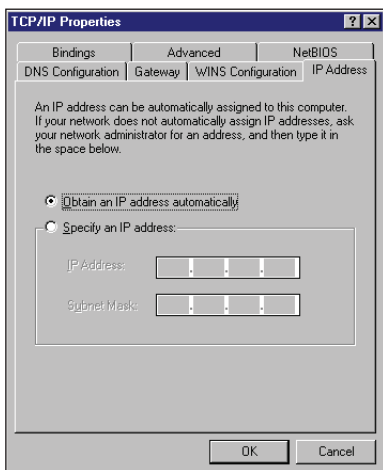 TCP/IP Properties
Bindings Advanced NetBIOS
DNS Configuration Gateway WINS Configuration IP Address
An IP address can be automatically assigned to this computer.
If your network does not automatically assign IP addresses, ask
your network administrator for an address, and then type it in
the space below.
Obtain an IP address automatically
Specify an IP address:
IP Address:
Subnet Mask:
OK Cancel